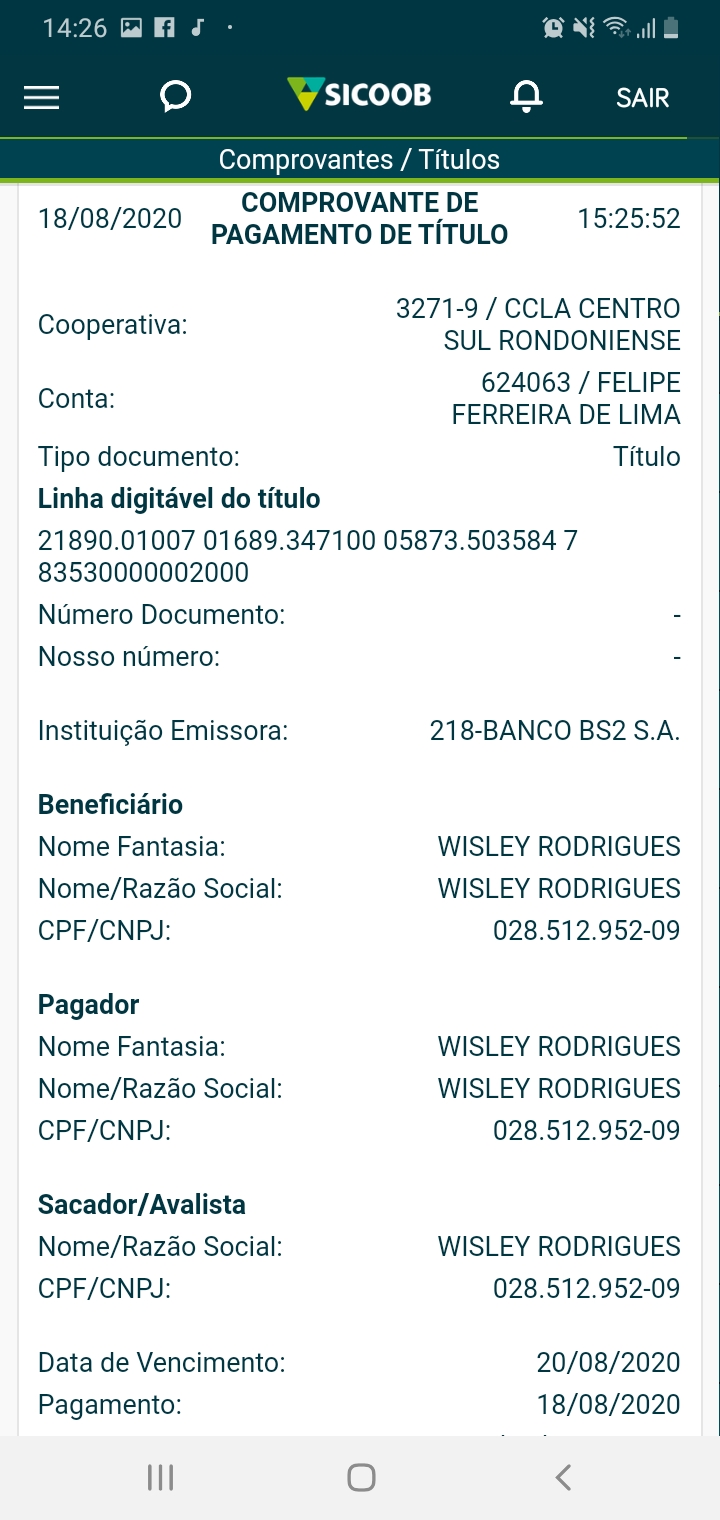 14:26
SICOOB
SAIR
Comprovantes / Títulos
18/08/2020
COMPROVANTE DE
PAGAMENTO DE TÍTULO
15:25:52
Cooperativa:
3271-9 / CCLA CENTRO
SUL RONDONIENSE
Conta:
624063 / FELIPE
FERREIRA DE LIMA
Tipo documento: Título
Linha digitável do título
21890.01007 01689.347100 05873.503584 7
83530000002000
Número Documento: -
Nosso número: -
Instituição Emissora: 218-BANCO BS2 S.A.
Beneficiário
Nome Fantasia: WISLEY RODRIGUES
Nome/Razão Social: WISLEY RODRIGUES
CPF/CNPJ: 028.512.952-09
Pagador
Nome Fantasia: WISLEY RODRIGUES
Nome/Razão Social: WISLEY RODRIGUES
CPF/CNPJ: 028.512.952-09
Sacador/Avalista
Nome/Razão Social: WISLEY RODRIGUES
CPF/CNPJ: 028.512.952-09
Data de Vencimento: 20/08/2020
Pagamento: 18/08/2020